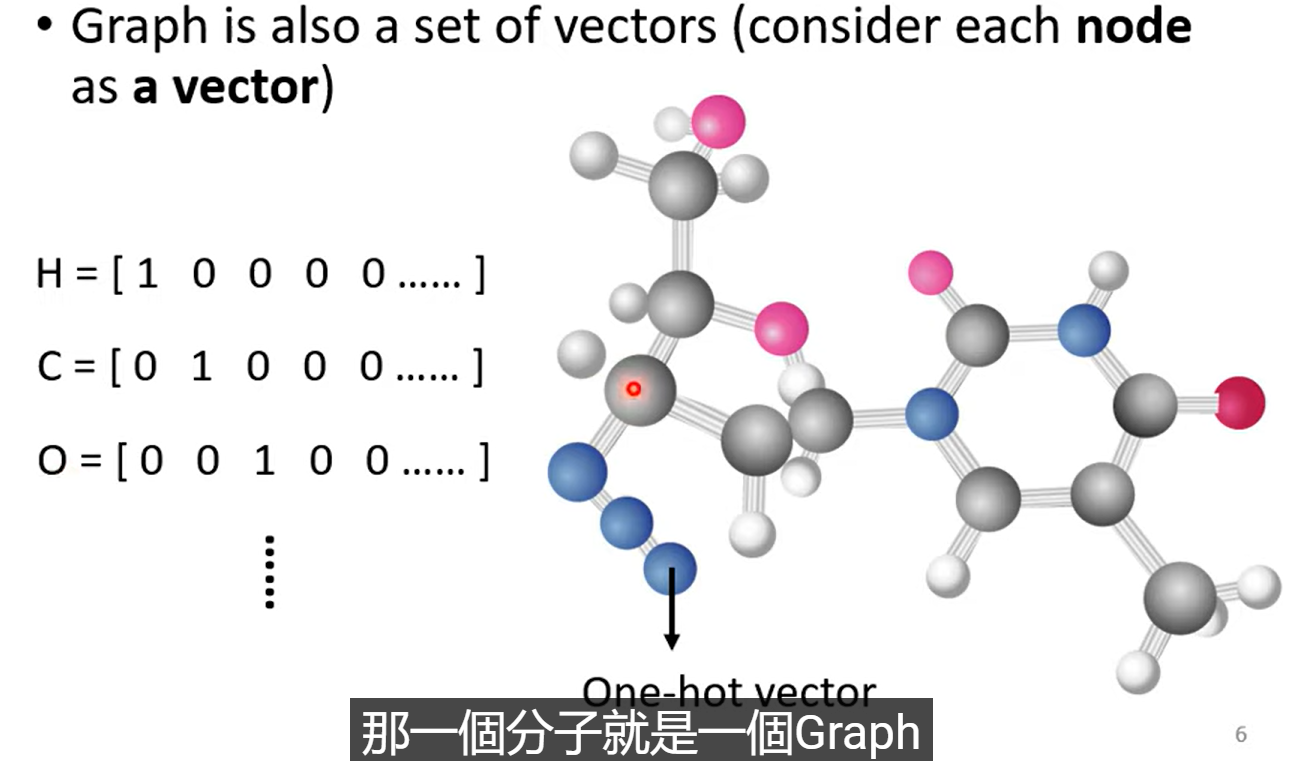 • Graph is also a set of vectors (consider each node
as a vector)
H = [ 1 0 0 0 0 …… ]
C = [ 0 1 0 0 0 …… ]
O = [ 0 0 1 0 0 …… ]
……
One-hot vector
那一個分子就是一個Graph
6